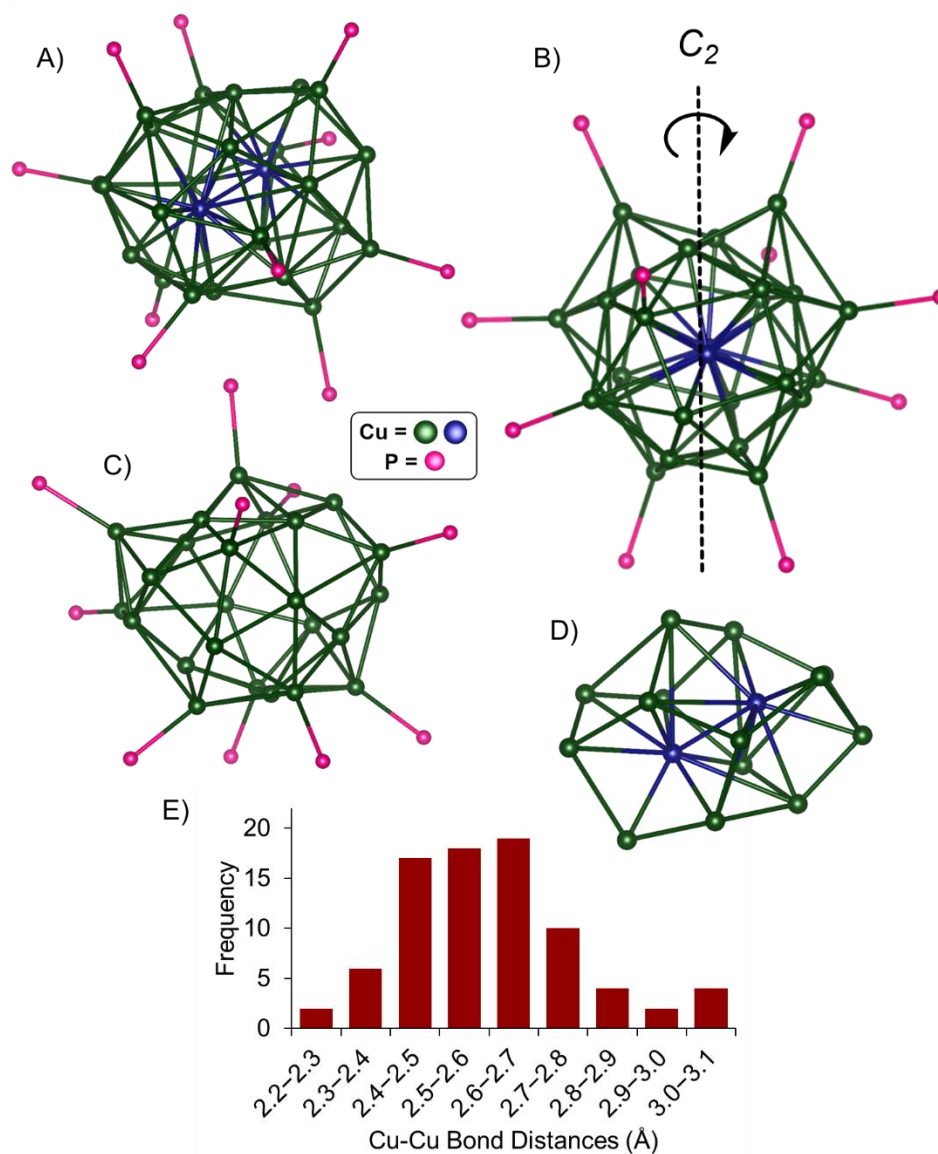 A)
B)
C₂
C)
Cu =
P =
D)
E)
Frequency
20
15
10
5
0
2.2–2.3
2.3–2.4
2.4–2.5
2.5–2.6
2.6–2.7
2.7–2.8
2.8–2.9
2.9–3.0
3.0–3.1
Cu-Cu Bond Distances (Å)